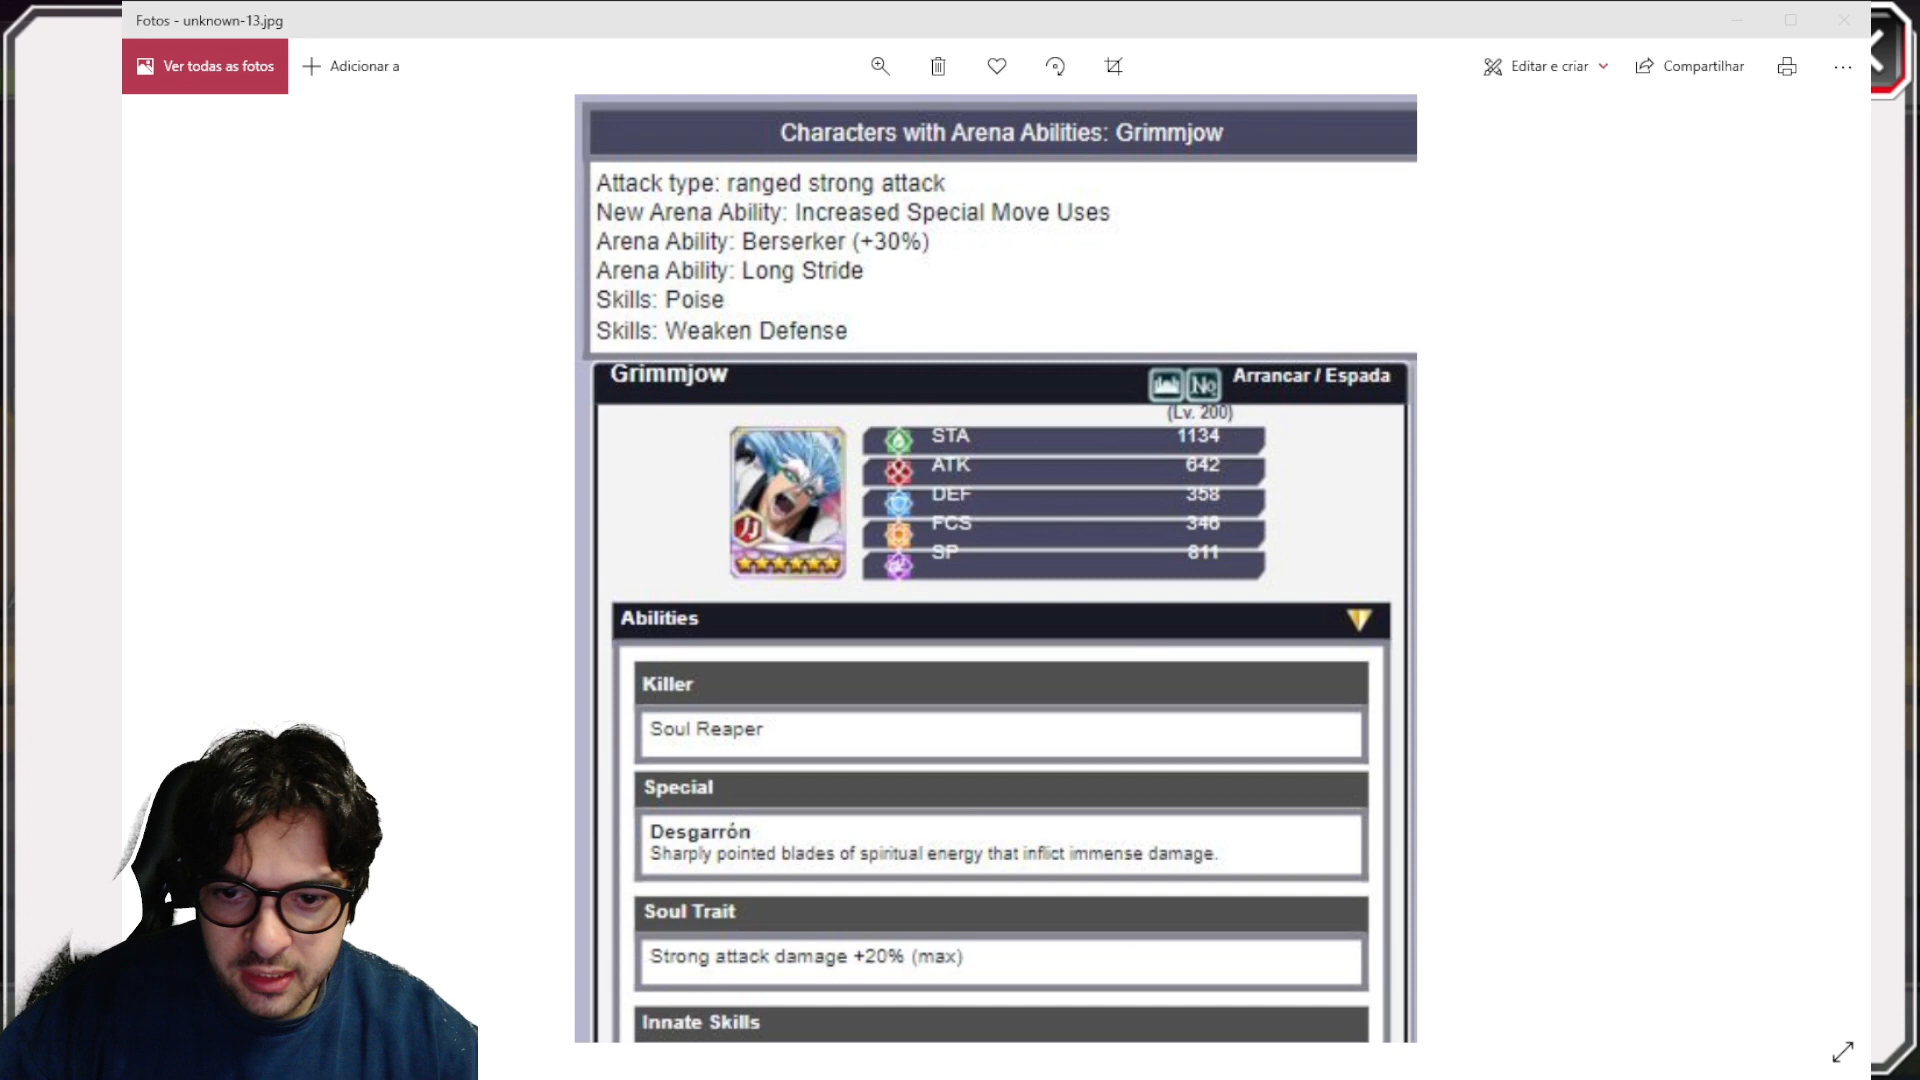 Fotos - unknown-13.jpg
Ver todas as fotos
Adicionar a
Editar e criar
Compartilhar
Characters with Arena Abilities: Grimmjow
Attack type: ranged strong attack
New Arena Ability: Increased Special Move Uses
Arena Ability: Berserker (+30%)
Arena Ability: Long Stride
Skills: Poise
Skills: Weaken Defense
Grimmjow
No
Arrancar / Espada
(Lv. 200)
STA 1134
ATK 642
DEF 358
FCS 346
SP 811
力
Abilities
Killer
Soul Reaper
Special
Desgarrón
Sharply pointed blades of spiritual energy that inflict immense damage.
Soul Trait
Strong attack damage +20% (max)
Innate Skills